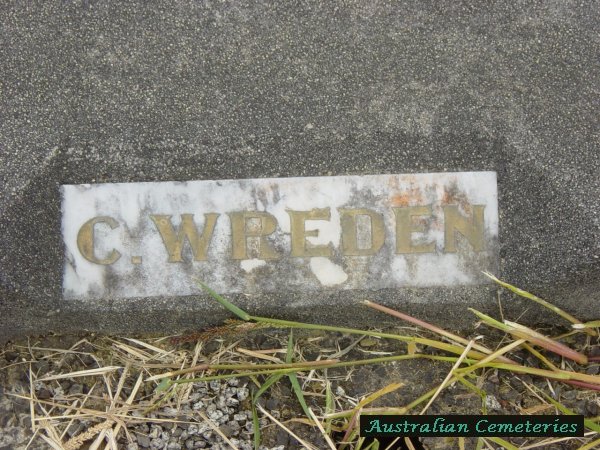 C. WREDEN
Australian Cemeteries